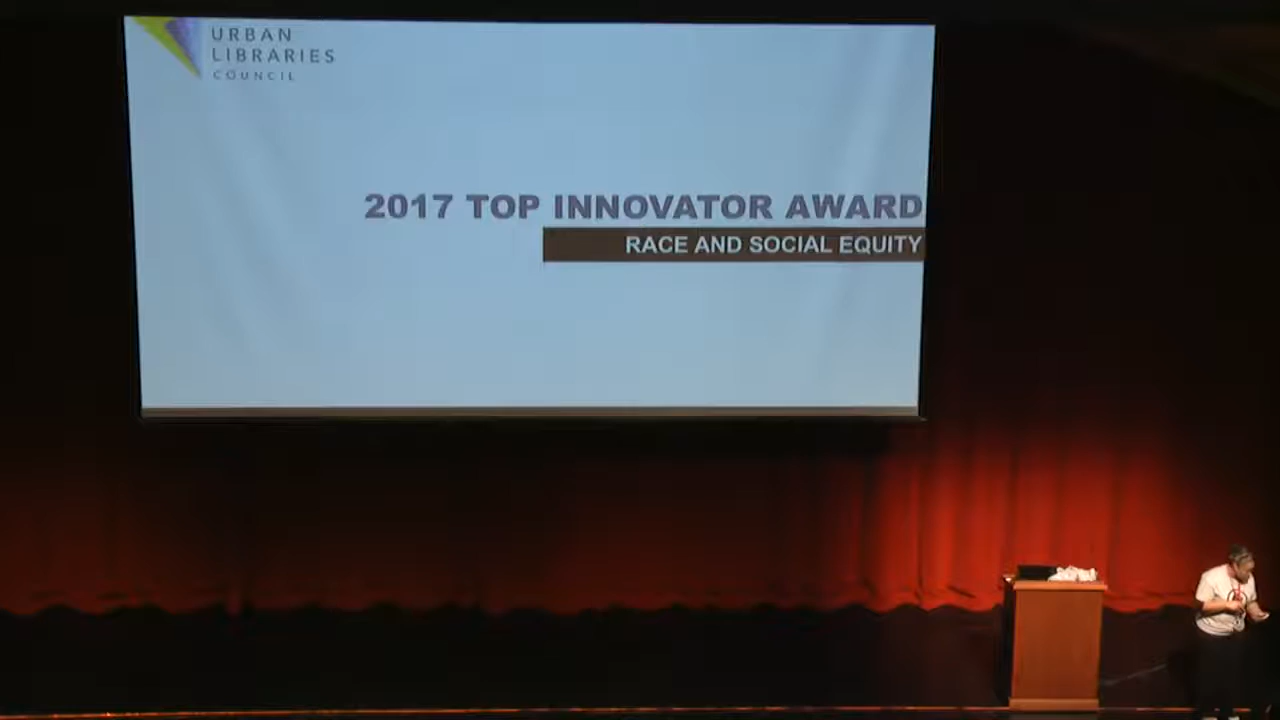 URBAN
LIBRARIES
COUNCIL
2017 TOP INNOVATOR AWARD
RACE AND SOCIAL EQUITY